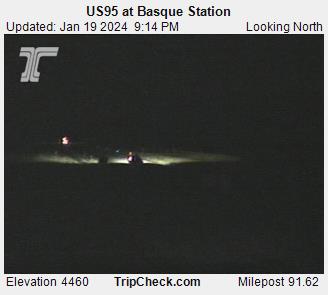 US95 at Basque Station
Updated: Jan 19 2024 9:14 PM Looking North
Elevation 4460 TripCheck.com Milepost 91.62